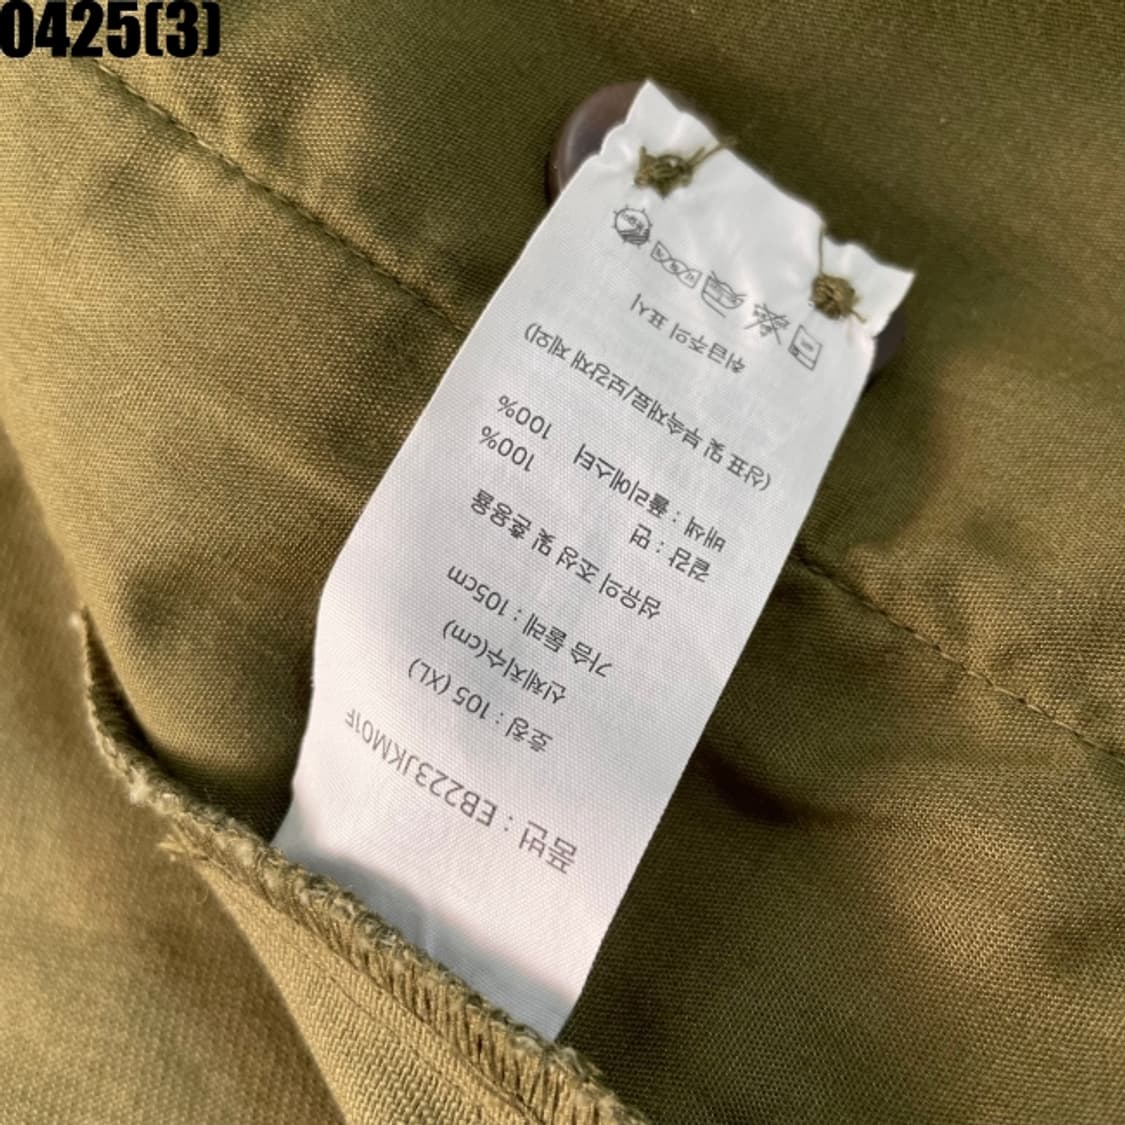 0425(3)
품번 : EB223JKM01F
호칭 : 105 (XL)
신체치수(cm)
가슴 둘레 : 105cm
섬유의 조성 및 혼용율
겉감 : 면 100%
배색 : 폴리에스터 100%
(상표 및 부속재료/보강재 제외)
취급주의 표시